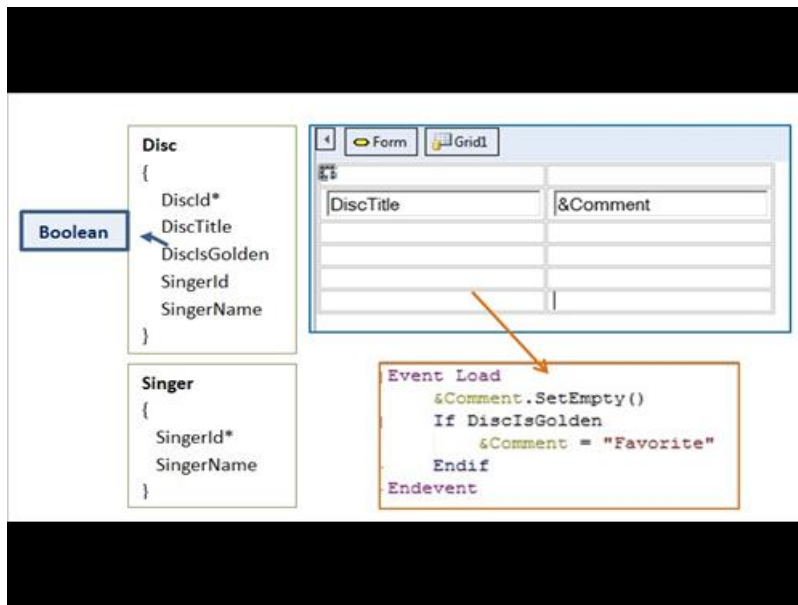 Boolean
Disc
{
DiscId*
DiscTitle
DiscIsGolden
SingerId
SingerName
}
Singer
{
SingerId*
SingerName
}
Form
Grid1
DiscTitle
&Comment
Event Load
&Comment.SetEmpty()
If DiscIsGolden
&Comment = "Favorite"
Endif
Endevent